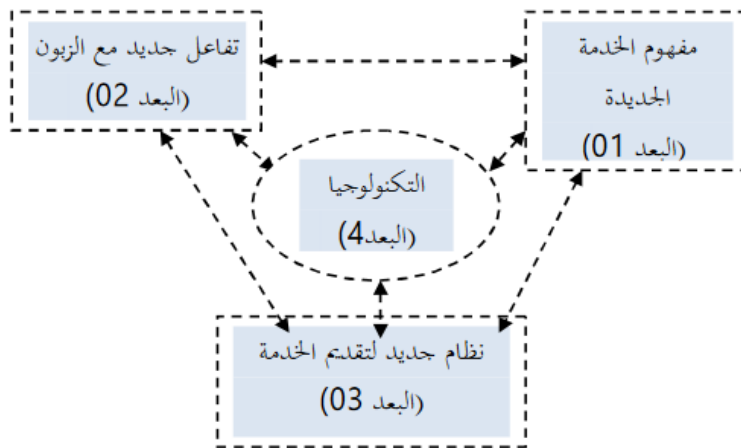 مفهوم الخدمة
الجديدة
(البعد 01)
تفاعل جديد مع الزبون
(البعد 02)
التكنولوجيا
(البعد4)
نظام جديد لتقديم الخدمة
(البعد 03)